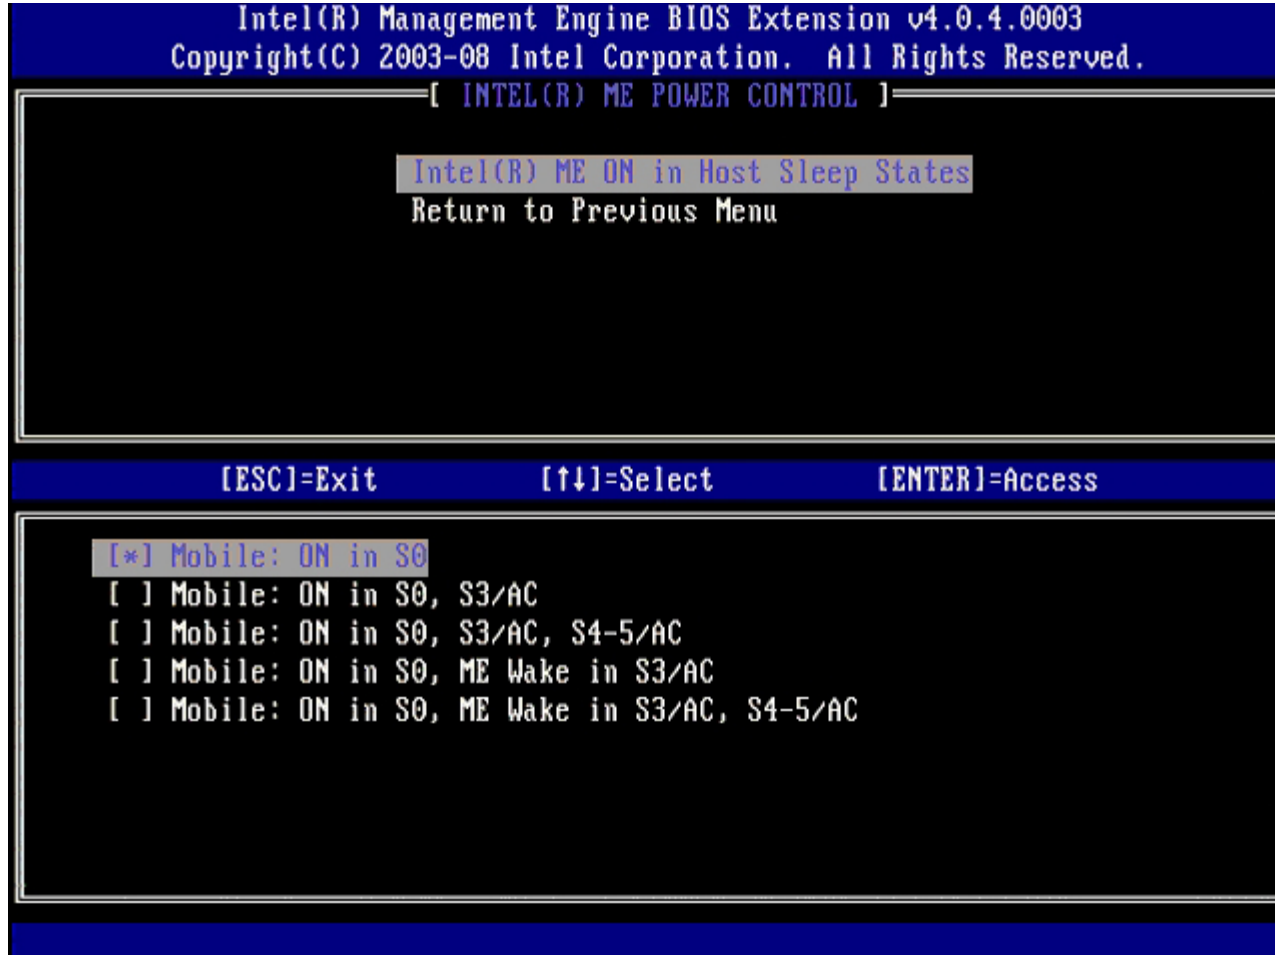 Intel(R) Management Engine BIOS Extension v4.0.4.0003
Copyright(C) 2003-08 Intel Corporation.  All Rights Reserved.
[ INTEL(R) ME POWER CONTROL ]
Intel(R) ME ON in Host Sleep States
Return to Previous Menu
[ESC]=Exit [↑↓]=Select [ENTER]=Access
[*] Mobile: ON in S0
[ ] Mobile: ON in S0, S3/AC
[ ] Mobile: ON in S0, S3/AC, S4-5/AC
[ ] Mobile: ON in S0, ME Wake in S3/AC
[ ] Mobile: ON in S0, ME Wake in S3/AC, S4-5/AC